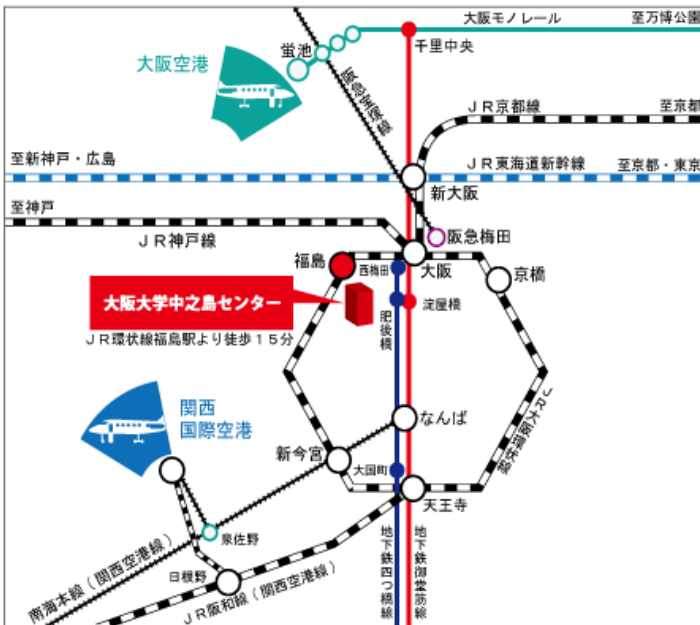 大阪モノレール
至万博公園
蛍池
千里中央
大阪空港
阪急宝塚線
JR京都線
至京都
至新神戸・広島
JR東海道新幹線
至京都・東京
新大阪
至神戸
JR神戸線
阪急梅田
福島
西梅田
大阪
京橋
大阪大学中之島センター
淀屋橋
肥後橋
JR環状線福島駅より徒歩15分
関西
国際空港
なんば
JR大阪環状線
新今宮
大国町
天王寺
泉佐野
日根野
南海本線(関西空港線)
JR阪和線(関西空港線)
地下鉄四つ橋線
地下鉄御堂筋線